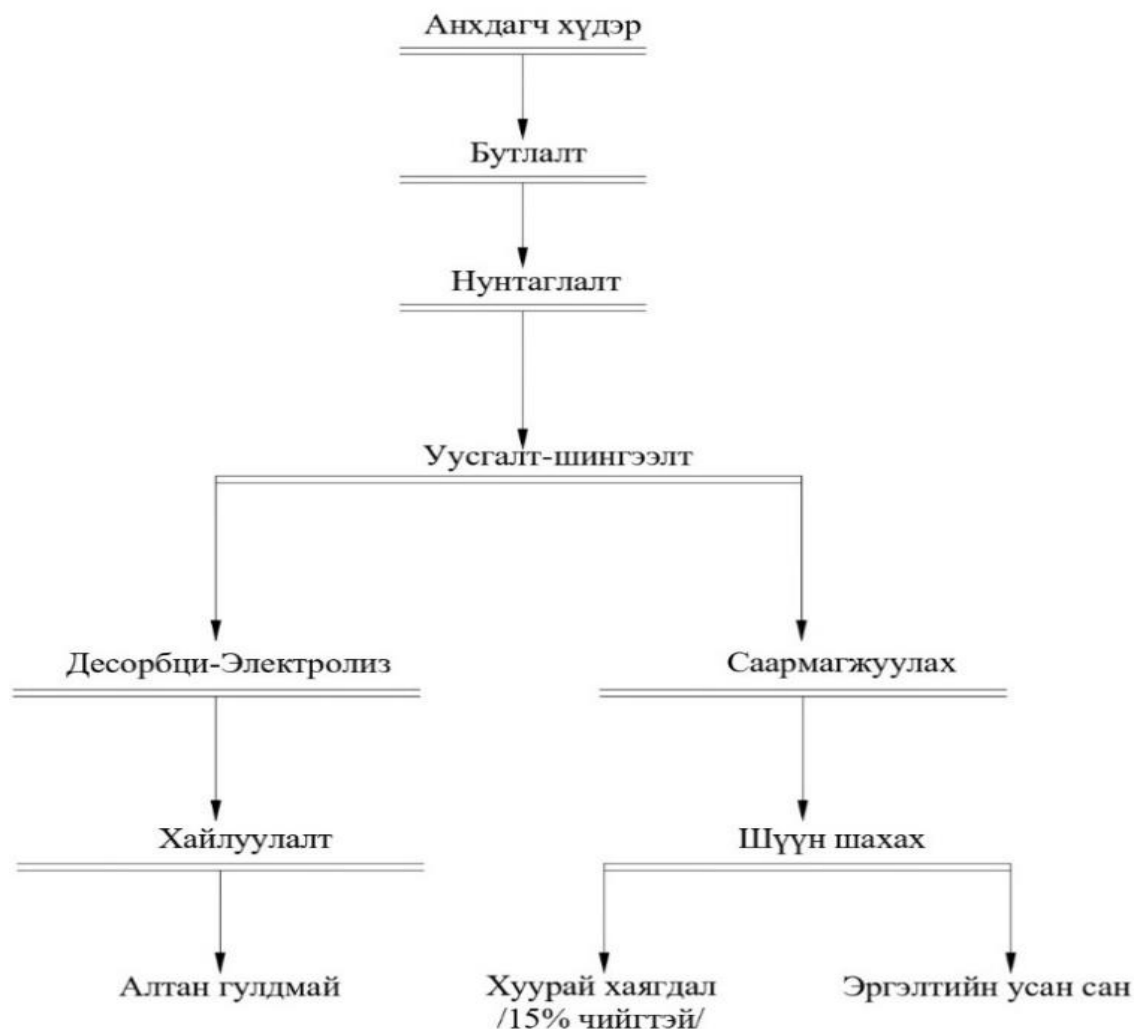 Анхдагч хүдэр
Бутлалт
Нунтаглалт
Уусгалт-шингээлт
Десорбци-Электролиз
Саармагжуулах
Хайлуулалт
Шүүн шахах
Алтан гулдмай
Хуурай хаягдал
/15% чийгтэй/
Эргэлтийн усан сан